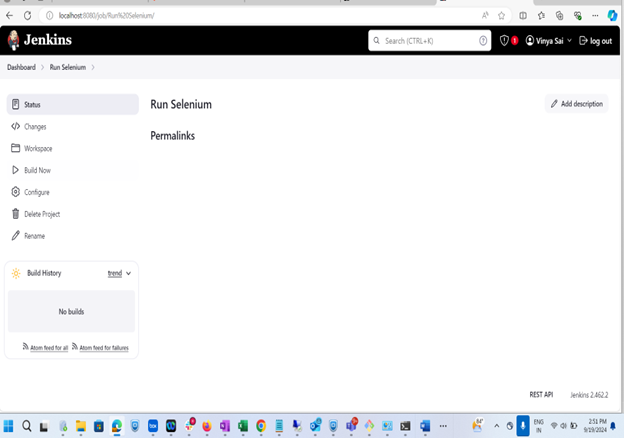 localhost:8080/job/Run%20Selenium/
Jenkins
Search (CTRL+K)
1
Vinya Sai
log out
Dashboard > Run Selenium >
Status
Changes
Workspace
Build Now
Configure
Delete Project
Rename
Run Selenium
Add description
Permalinks
Build History
trend
No builds
Atom feed for all
Atom feed for failures
REST API
Jenkins 2.462.2
84°
ENG
IN
2:51 PM
9/19/2024